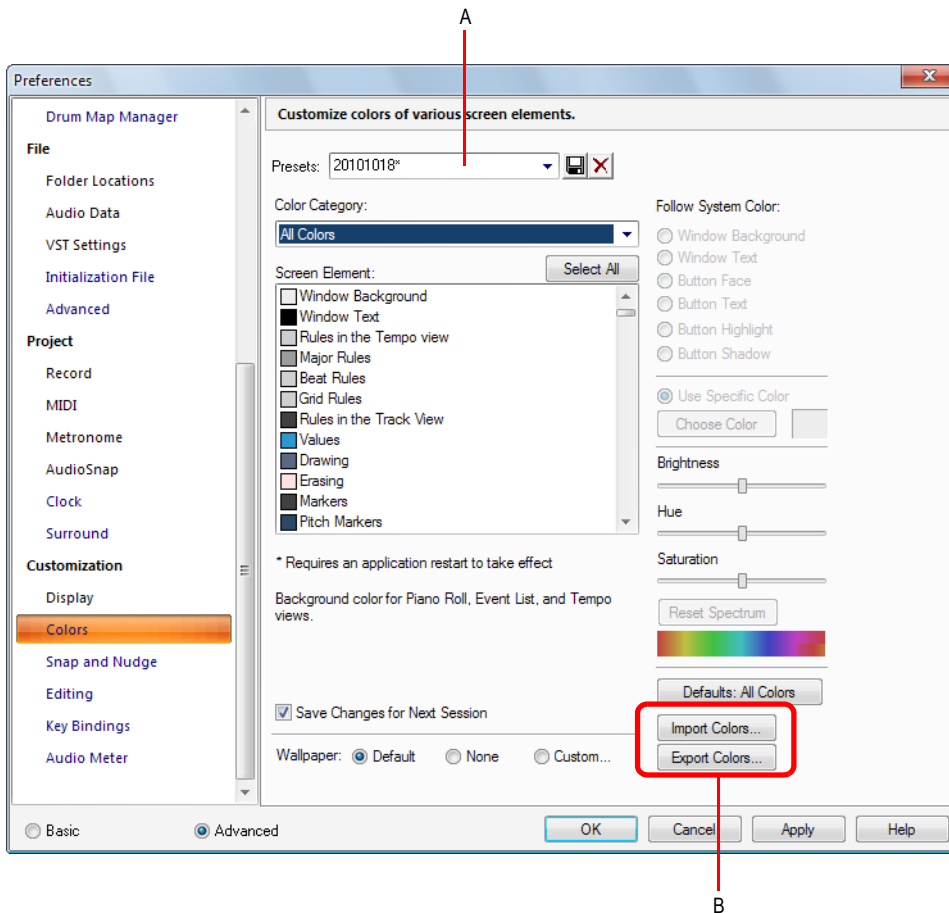 A
Preferences
Drum Map Manager
File
Folder Locations
Audio Data
VST Settings
Initialization File
Advanced
Project
Record
MIDI
Metronome
AudioSnap
Clock
Surround
Customization
Display
Colors
Snap and Nudge
Editing
Key Bindings
Audio Meter
Basic
Advanced
Customize colors of various screen elements.
Presets: 20101018*
Color Category:
All Colors
Screen Element:
Select All
Window Background
Window Text
Rules in the Tempo view
Major Rules
Beat Rules
Grid Rules
Rules in the Track View
Values
Drawing
Erasing
Markers
Pitch Markers
* Requires an application restart to take effect
Background color for Piano Roll, Event List, and Tempo
views.
Save Changes for Next Session
Wallpaper: Default None Custom...
Follow System Color:
Window Background
Window Text
Button Face
Button Text
Button Highlight
Button Shadow
Use Specific Color
Choose Color
Brightness
Hue
Saturation
Reset Spectrum
Defaults: All Colors
Import Colors...
Export Colors...
OK
Cancel
Apply
Help
B